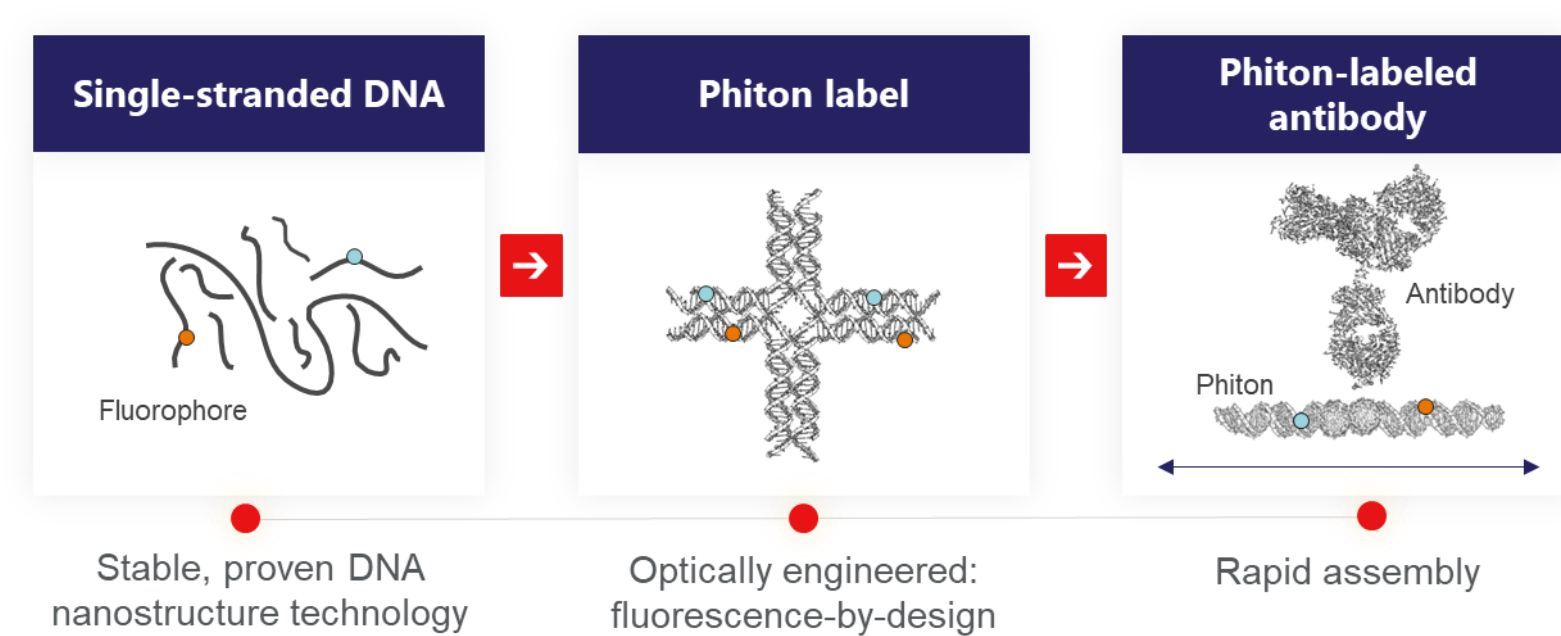 Single-stranded DNA
Fluorophore
Stable, proven DNA
nanostructure technology
Phiton label
Optically engineered:
fluorescence-by-design
Phiton-labeled
antibody
Antibody
Phiton
Rapid assembly